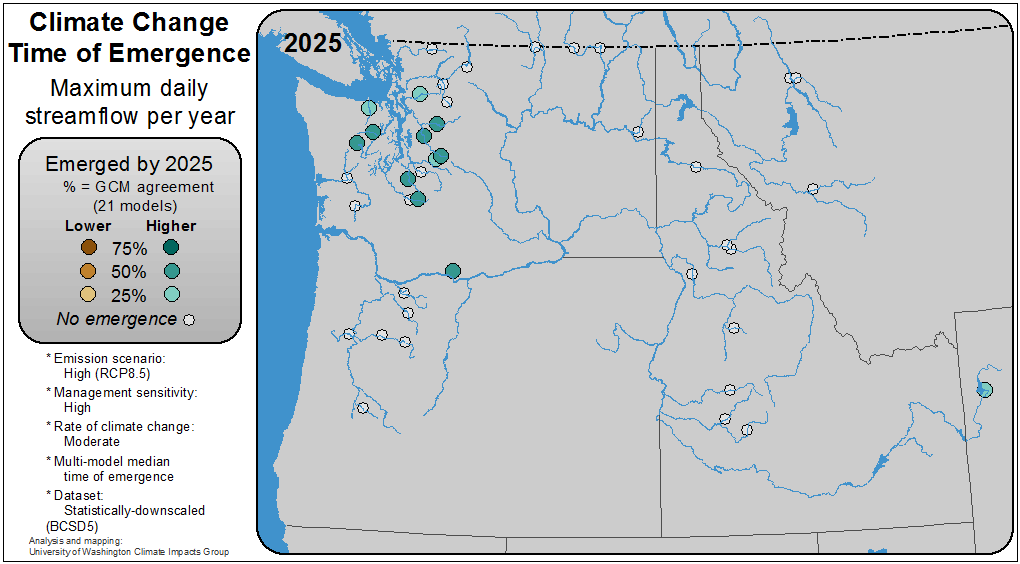 Climate Change
Time of Emergence
Maximum daily
streamflow per year
Emerged by 2025
% = GCM agreement
(21 models)
Lower Higher
75%
50%
25%
No emergence
* Emission scenario:
High (RCP8.5)
* Management sensitivity:
High
* Rate of climate change:
Moderate
* Multi-model median
time of emergence
* Dataset:
Statistically-downscaled
(BCSD5)
Analysis and mapping:
University of Washington Climate Impacts Group
2025